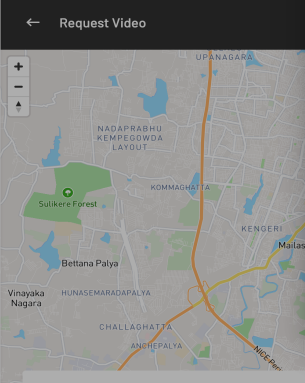 ← Request Video
UPANAGARA
NADAPRABHU
KEMPEGOWDA
LAYOUT
KOMMAGHATTA
Sulikere Forest
KENGERI
Mailas
Bettana Palya
Vinayaka
Nagara
HUNASEMARADAPALYA
CHALLAGHATTA
ANCHEPALYA
NICE Peri